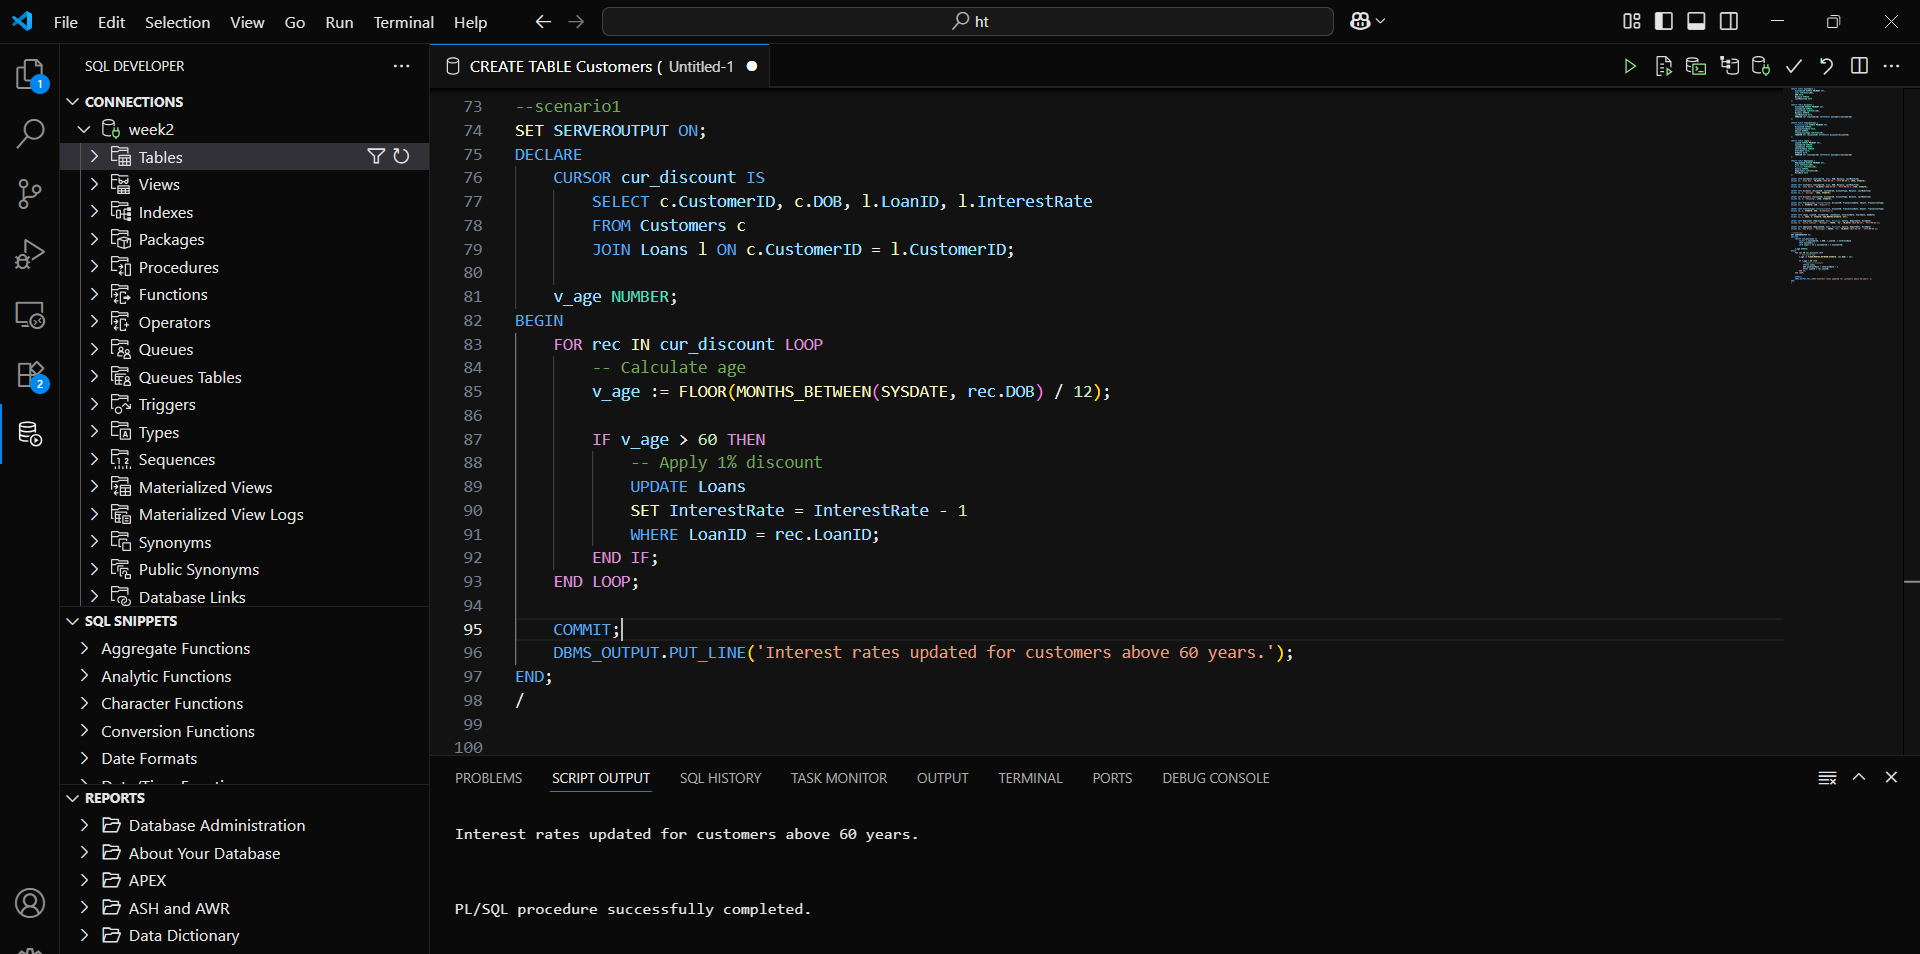 File Edit Selection View Go Run Terminal Help
ht
SQL DEVELOPER
CONNECTIONS
week2
Tables
Views
Indexes
Packages
Procedures
Functions
Operators
Queues
Queues Tables
Triggers
Types
Sequences
Materialized Views
Materialized View Logs
Synonyms
Public Synonyms
Database Links
SQL SNIPPETS
Aggregate Functions
Analytic Functions
Character Functions
Conversion Functions
Date Formats
REPORTS
Database Administration
About Your Database
APEX
ASH and AWR
Data Dictionary
1
2
CREATE TABLE Customers ( Untitled-1
73 --scenario1
74 SET SERVEROUTPUT ON;
75 DECLARE
76 CURSOR cur_discount IS
77 SELECT c.CustomerID, c.DOB, l.LoanID, l.InterestRate
78 FROM Customers c
79 JOIN Loans l ON c.CustomerID = l.CustomerID;
80
81 v_age NUMBER;
82 BEGIN
83 FOR rec IN cur_discount LOOP
84 -- Calculate age
85 v_age := FLOOR(MONTHS_BETWEEN(SYSDATE, rec.DOB) / 12);
86
87 IF v_age > 60 THEN
88 -- Apply 1% discount
89 UPDATE Loans
90 SET InterestRate = InterestRate - 1
91 WHERE LoanID = rec.LoanID;
92 END IF;
93 END LOOP;
94
95 COMMIT;
96 DBMS_OUTPUT.PUT_LINE('Interest rates updated for customers above 60 years.');
97 END;
98 /
99
100
PROBLEMS SCRIPT OUTPUT SQL HISTORY TASK MONITOR OUTPUT TERMINAL PORTS DEBUG CONSOLE
Interest rates updated for customers above 60 years.
PL/SQL procedure successfully completed.